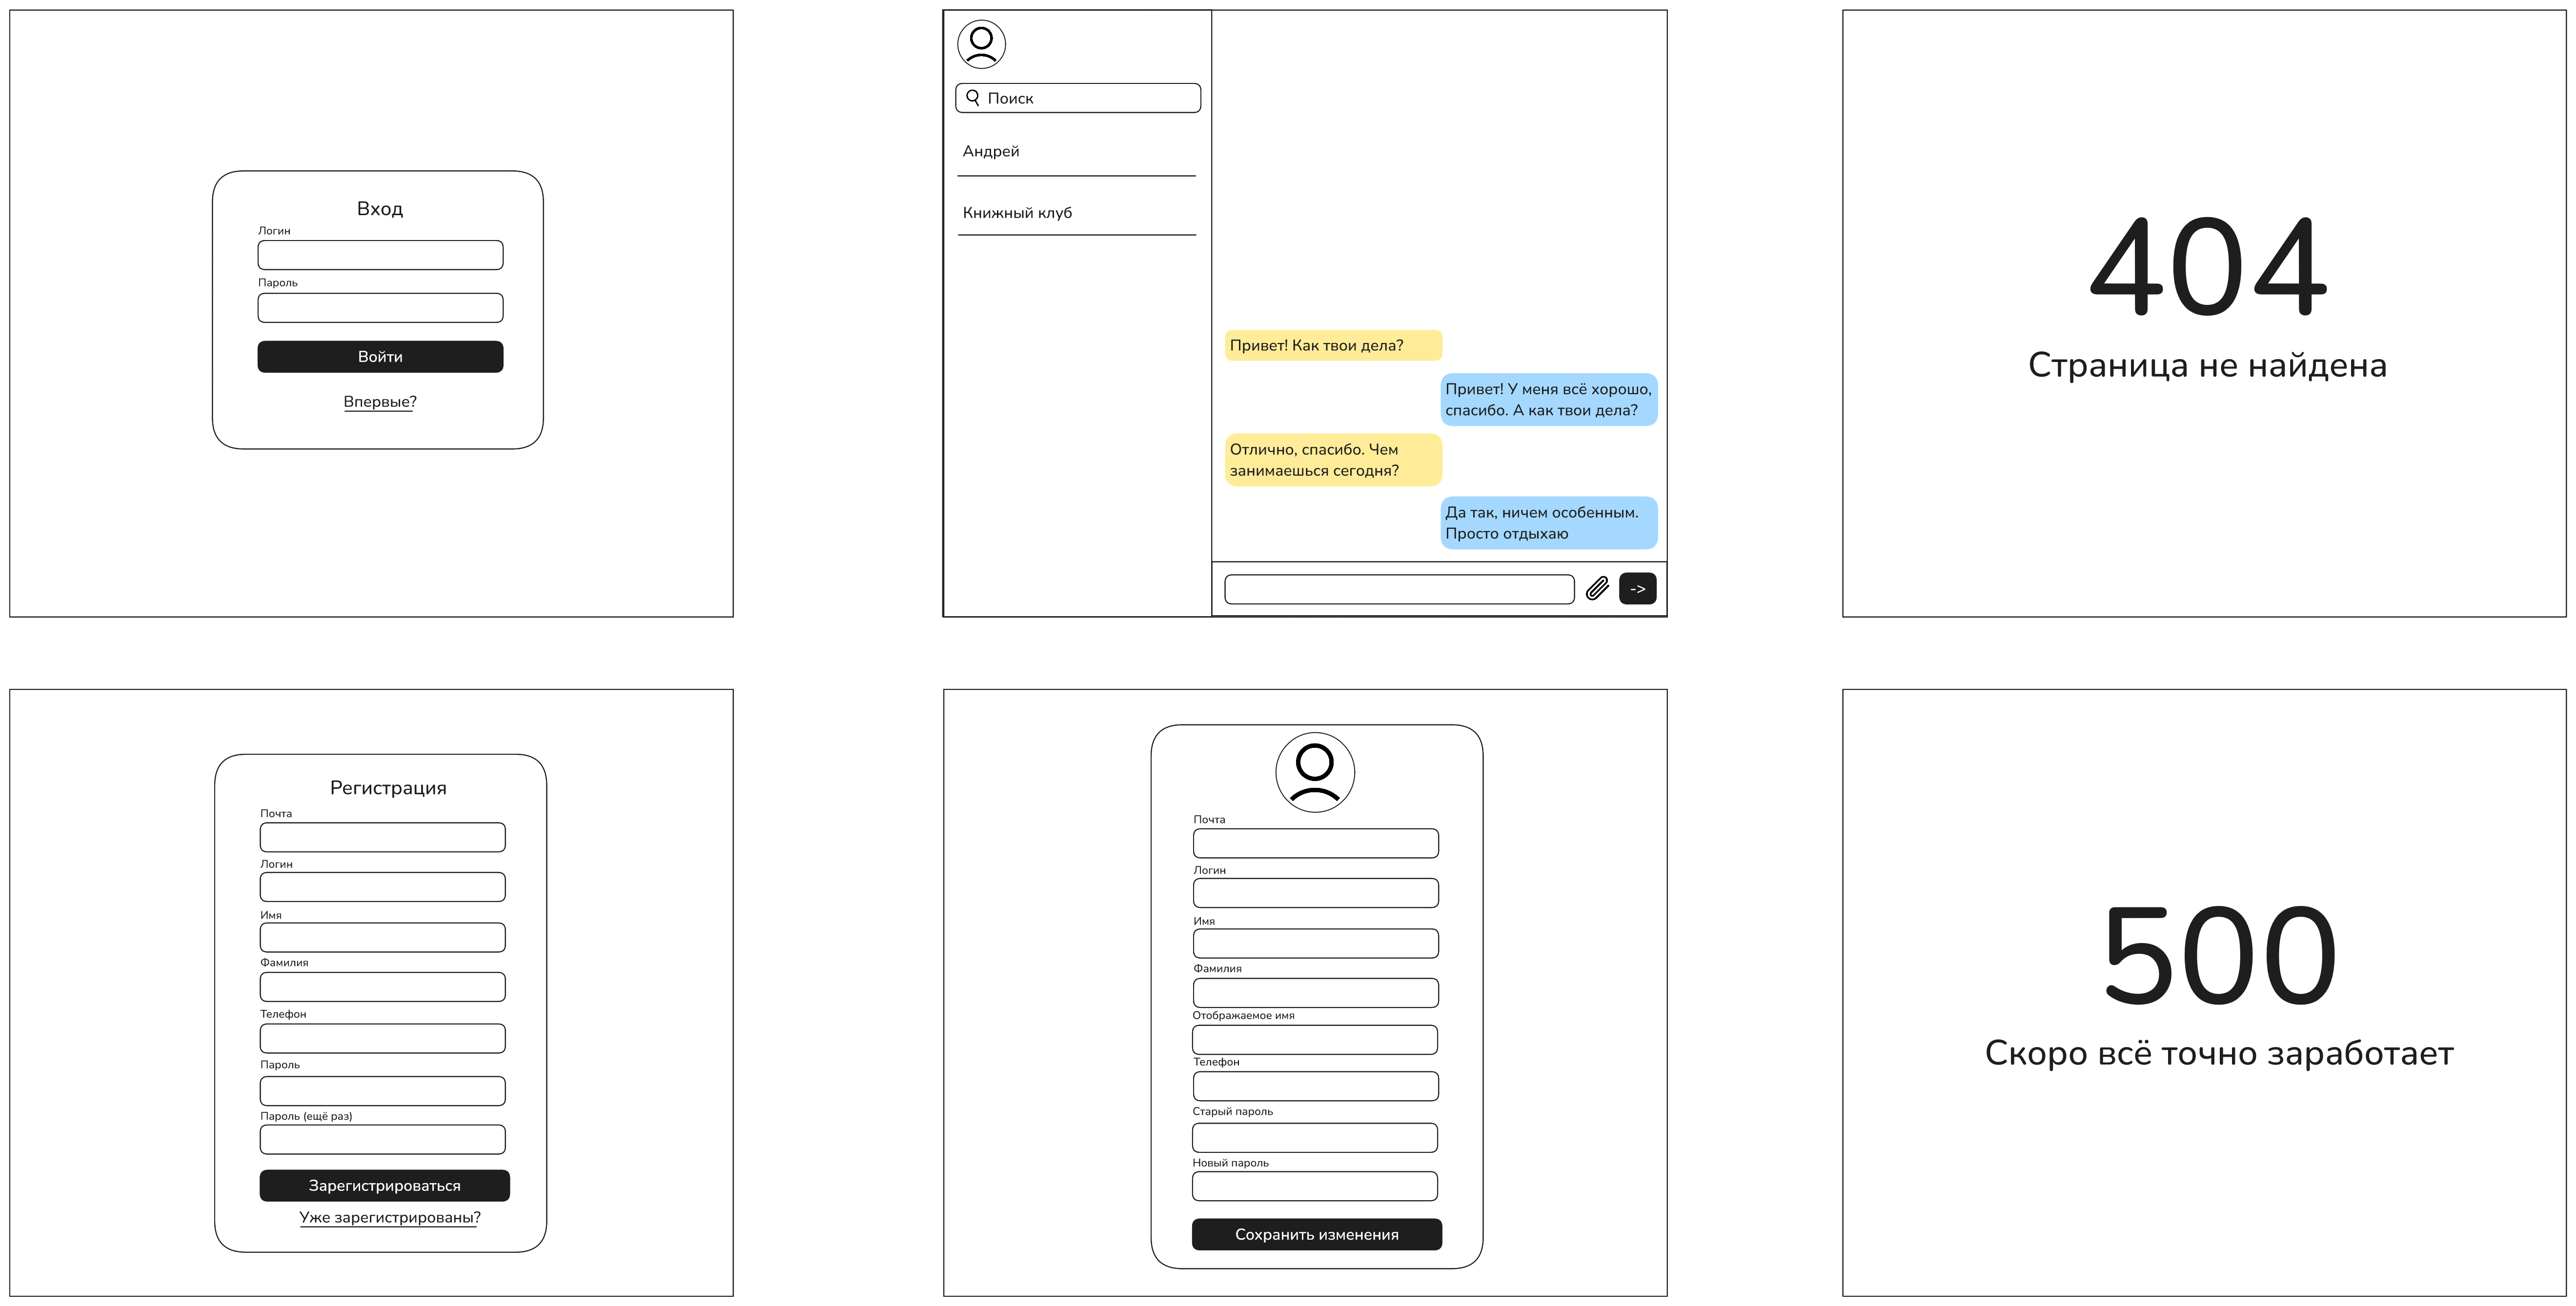 Вход
Логин
Пароль
Войти
Впервые?
Поиск
Андрей
Книжный клуб
Привет! Как твои дела?
Привет! У меня всё хорошо,
спасибо. А как твои дела?
Отлично, спасибо. Чем
занимаешься сегодня?
Да так, ничем особенным.
Просто отдыхаю
->
404
Страница не найдена
Регистрация
Почта
Логин
Имя
Фамилия
Телефон
Пароль
Пароль (ещё раз)
Зарегистрироваться
Уже зарегистрированы?
Почта
Логин
Имя
Фамилия
Отображаемое имя
Телефон
Старый пароль
Новый пароль
Сохранить изменения
500
Скоро всё точно заработает